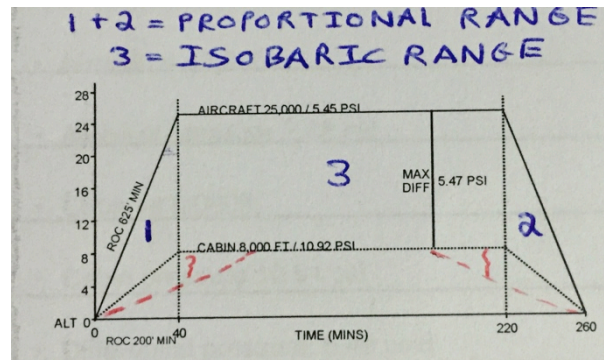 1 + 2 = PROPORTIONAL RANGE
3 = ISOBARIC RANGE
28
24
20
16
12
8
4
ALT 0
AIRCRAFT 25,000 / 5.45 PSI
ROC 625' MIN
1
3
MAX DIFF 5.47 PSI
2
CABIN 8,000 FT / 10.92 PSI
?
0
ROC 200' MIN
40
TIME (MINS)
220
260